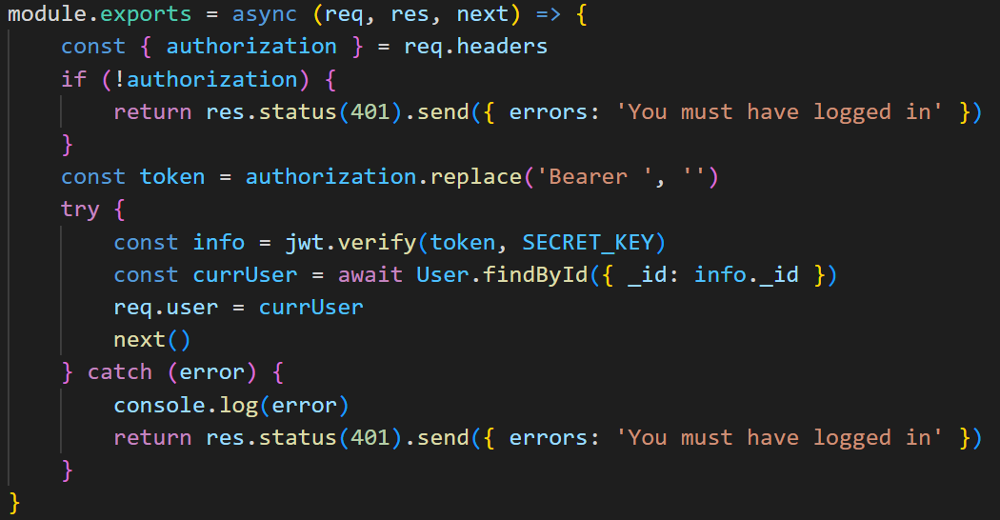 module.exports = async (req, res, next) => {
    const { authorization } = req.headers
    if (!authorization) {
        return res.status(401).send({ errors: 'You must have logged in' })
    }
    const token = authorization.replace('Bearer ', '')
    try {
        const info = jwt.verify(token, SECRET_KEY)
        const currUser = await User.findById({ _id: info._id })
        req.user = currUser
        next()
    } catch (error) {
        console.log(error)
        return res.status(401).send({ errors: 'You must have logged in' })
    }
}